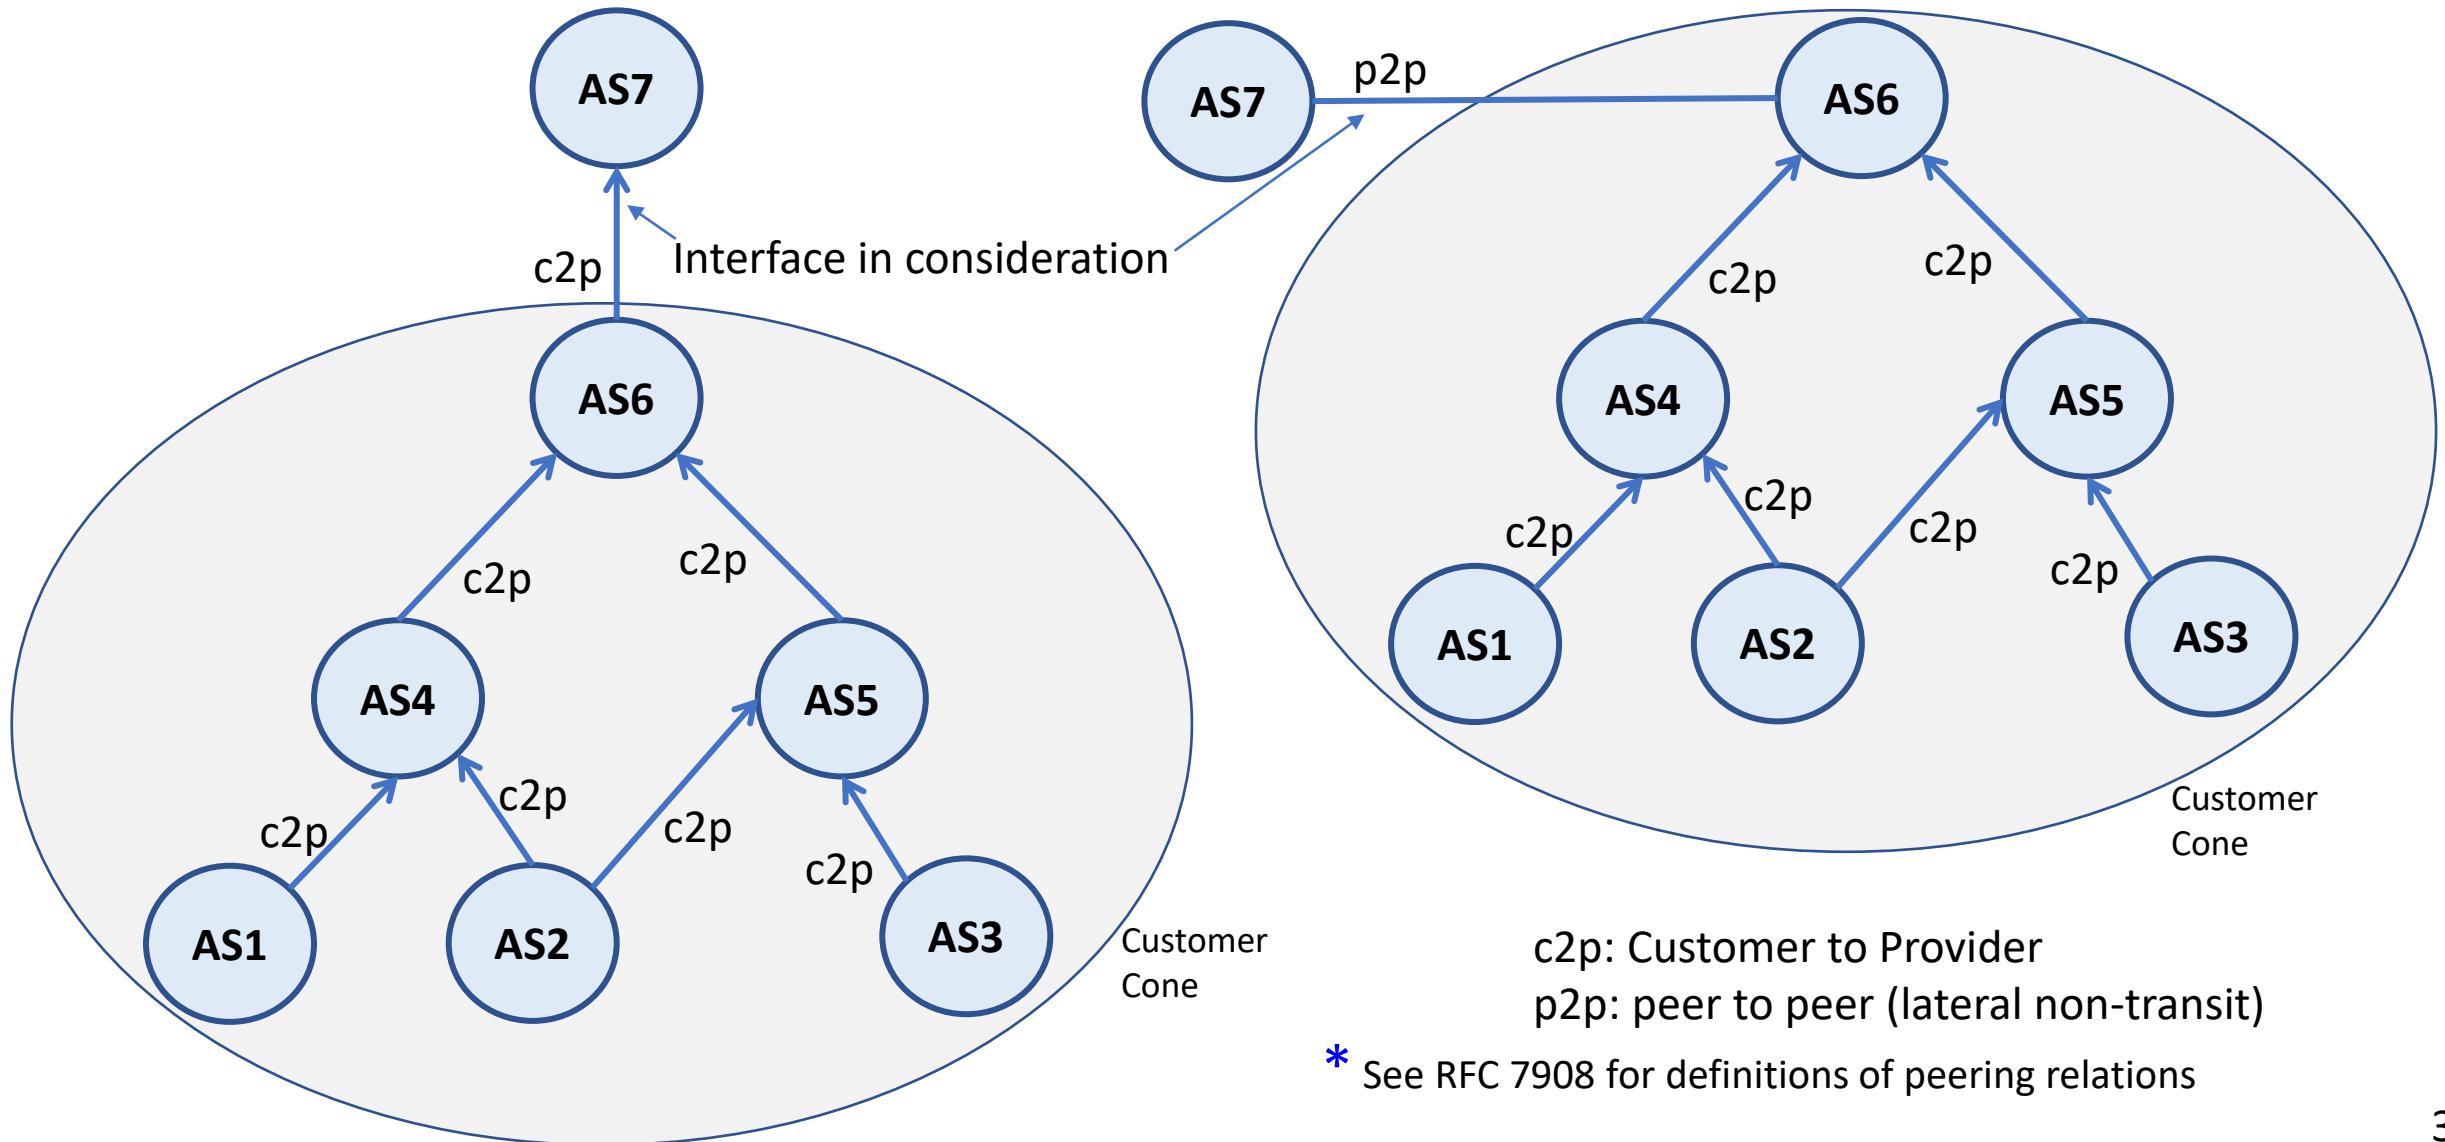 AS7
c2p
Interface in consideration
AS6
c2p
c2p
AS4
AS5
c2p
c2p
c2p
c2p
AS1
AS2
AS3
Customer
Cone
AS7
p2p
AS6
c2p
c2p
AS4
AS5
c2p
c2p
c2p
c2p
AS1
AS2
AS3
Customer
Cone
c2p: Customer to Provider
p2p: peer to peer (lateral non-transit)
* See RFC 7908 for definitions of peering relations
3